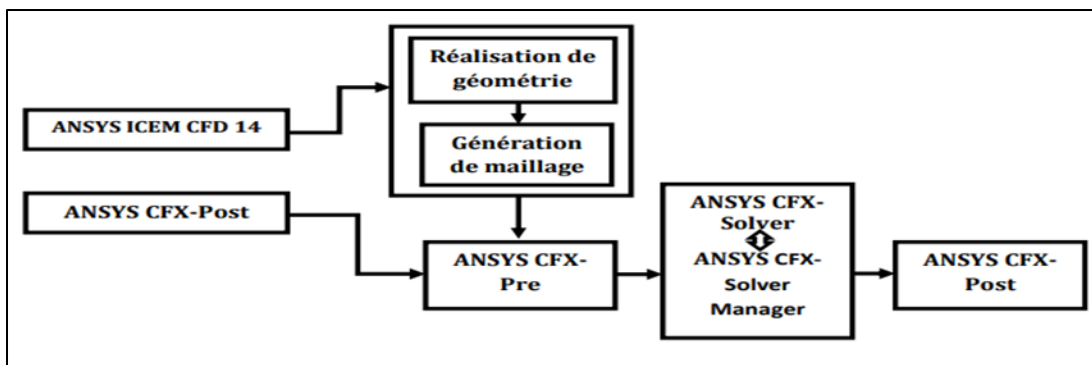 Réalisation de
géométrie
ANSYS ICEM CFD 14
Génération
de maillage
ANSYS CFX-Post
ANSYS CFX-
Pre
ANSYS CFX-
Solver
ANSYS CFX-
Solver
Manager
ANSYS CFX-
Post